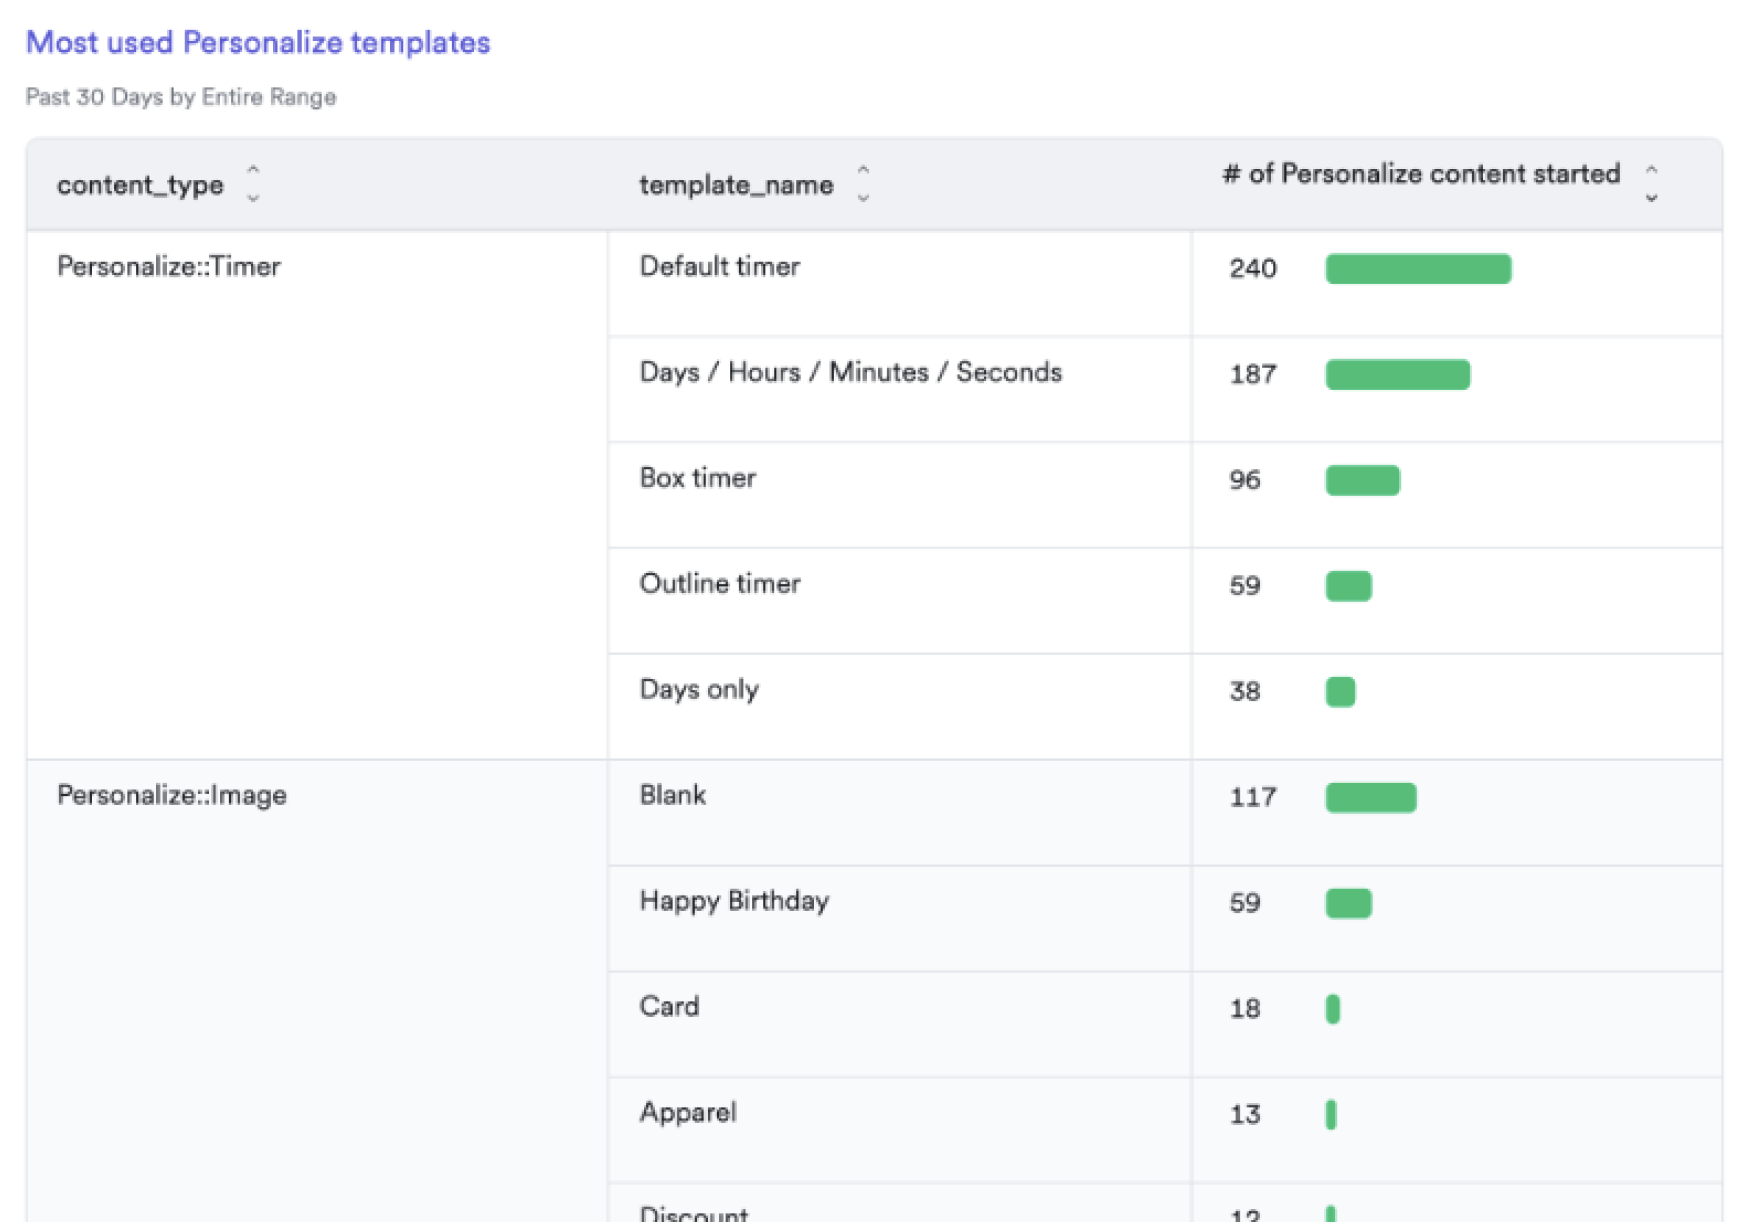 Most used Personalize templates
Past 30 Days by Entire Range
content_type template_name # of Personalize content started
Personalize::Timer Default timer 240
Days / Hours / Minutes / Seconds 187
Box timer 96
Outline timer 59
Days only 38
Personalize::Image Blank 117
Happy Birthday 59
Card 18
Apparel 13
Discount 12